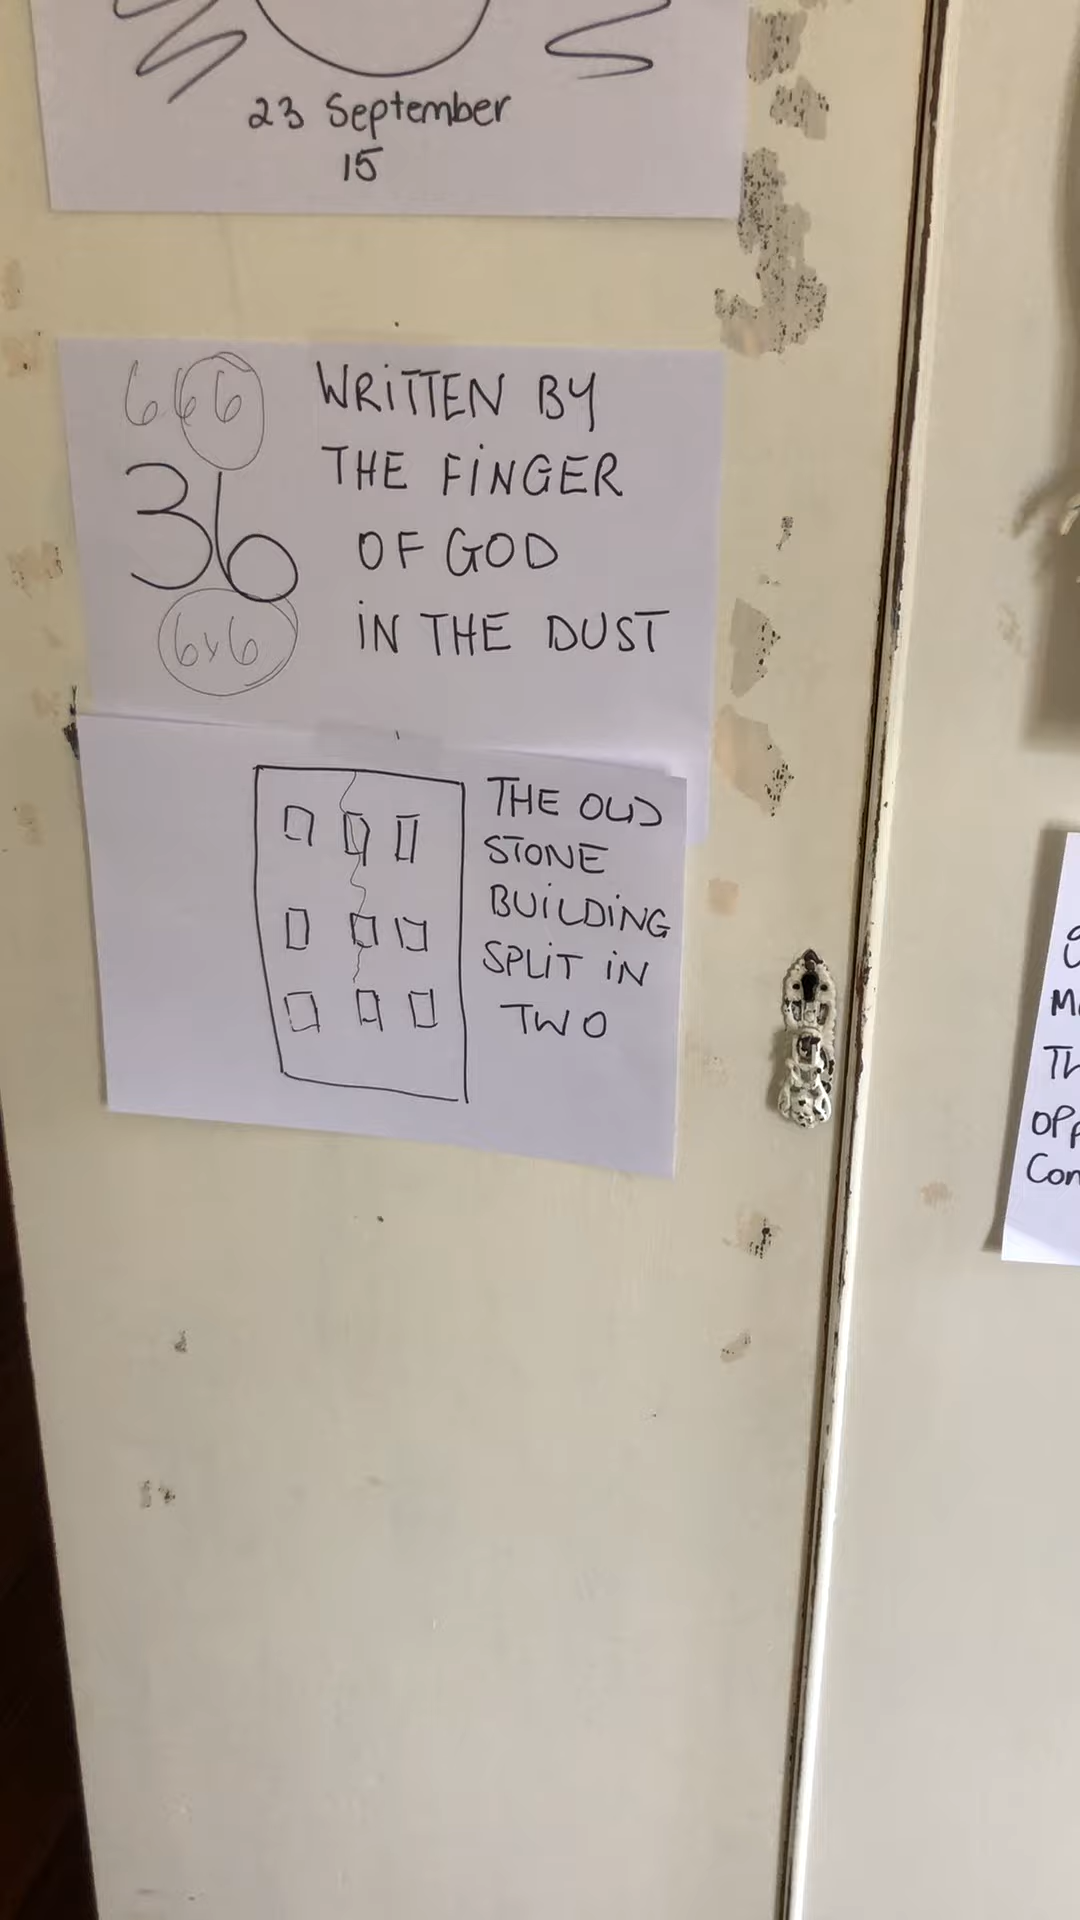 23 September
15
666
36
6x6
WRITTEN BY
THE FINGER
OF GOD
IN THE DUST
THE OLD
STONE
BUILDING
SPLIT IN
TWO